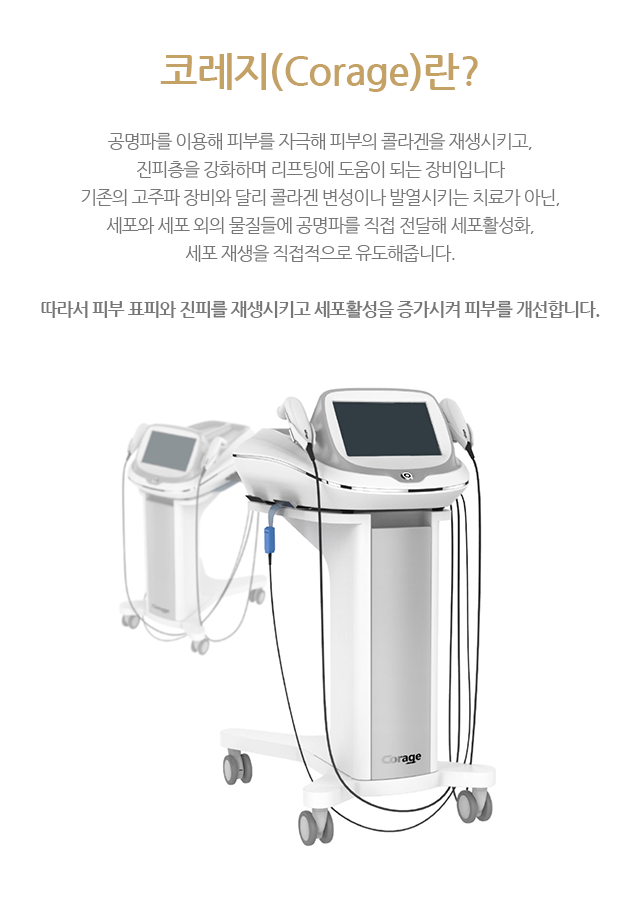 코레지(Corage)란?
공명파를 이용해 피부를 자극해 피부의 콜라겐을 재생시키고,
진피층을 강화하며 리프팅에 도움이 되는 장비입니다
기존의 고주파 장비와 달리 콜라겐 변성이나 발열시키는 치료가 아닌,
세포와 세포 외의 물질들에 공명파를 직접 전달해 세포활성화,
세포 재생을 직접적으로 유도해줍니다.
따라서 피부 표피와 진피를 재생시키고 세포활성을 증가시켜 피부를 개선합니다.
Corage
Corage